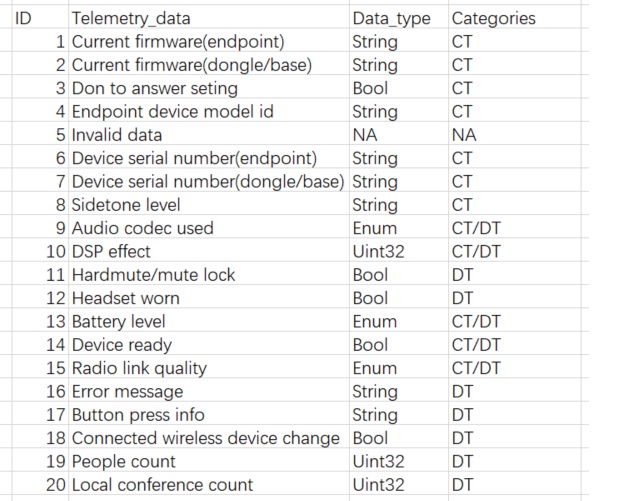 ID Telemetry_data Data_type Categories
1 Current firmware(endpoint) String CT
2 Current firmware(dongle/base) String CT
3 Don to answer seting Bool CT
4 Endpoint device model id String CT
5 Invalid data NA NA
6 Device serial number(endpoint) String CT
7 Device serial number(dongle/base) String CT
8 Sidetone level String CT
9 Audio codec used Enum CT/DT
10 DSP effect Uint32 CT/DT
11 Hardmute/mute lock Bool DT
12 Headset worn Bool DT
13 Battery level Enum CT/DT
14 Device ready Bool CT/DT
15 Radio link quality Enum CT/DT
16 Error message String DT
17 Button press info String DT
18 Connected wireless device change Bool DT
19 People count Uint32 DT
20 Local conference count Uint32 DT